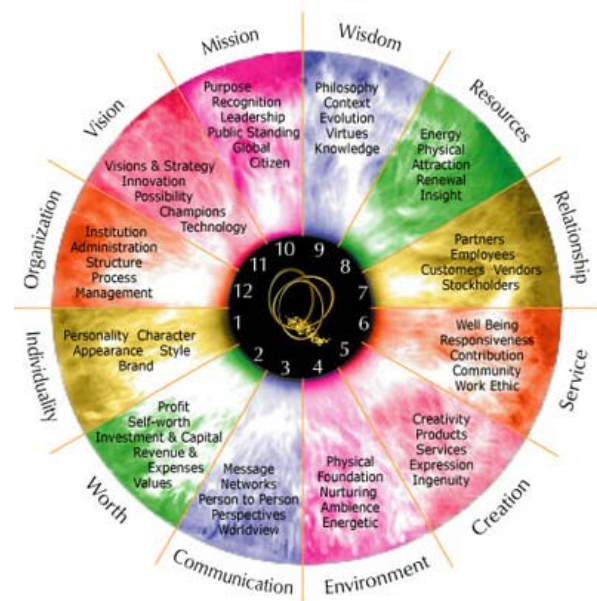 Mission
Purpose
Recognition
Leadership
Public Standing
Global
Citizen
Wisdom
Philosophy
Context
Evolution
Virtues
Knowledge
Resources
Energy
Physical
Attraction
Renewal
Insight
Relationship
Partners
Employees
Customers Vendors
Stockholders
Service
Well Being
Responsiveness
Contribution
Community
Work Ethic
Creation
Creativity
Products
Services
Expression
Ingenuity
Environment
Physical
Foundation
Nurturing
Ambience
Energetic
Communication
Message
Networks
Person to Person
Perspectives
Worldview
Worth
Profit
Self-worth
Investment & Capital
Revenue &
Expenses
Values
Individuality
Personality Character
Appearance Style
Brand
Organization
Institution
Administration
Structure
Process
Management
Vision
Visions & Strategy
Innovation
Possibility
Champions
Technology
10
9
8
7
6
5
4
3
2
1
12
11